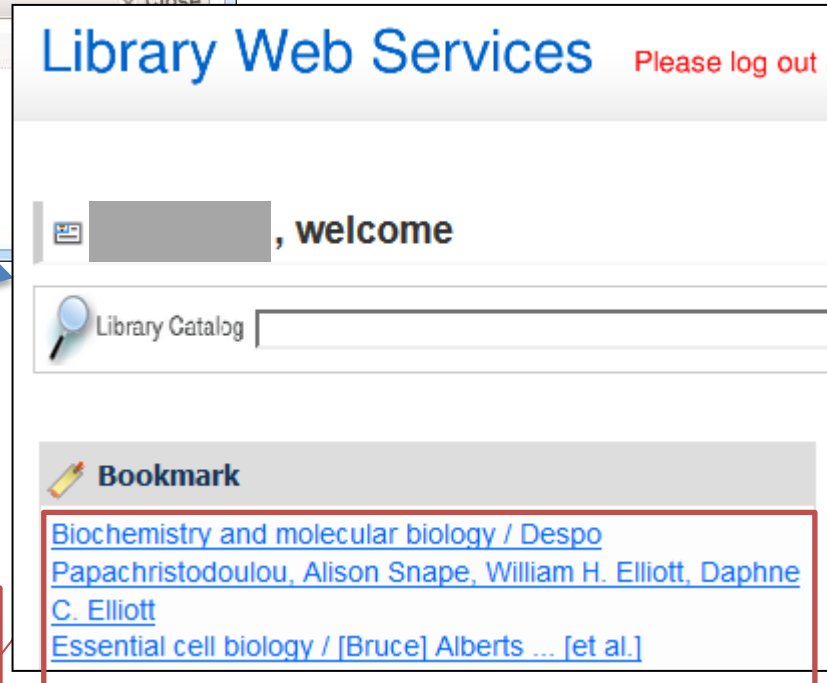 Close
Library Web Services Please log out
, welcome
Library Catalog
Bookmark
Biochemistry and molecular biology / Despo
Papachristodoulou, Alison Snape, William H. Elliott, Daphne
C. Elliott
Essential cell biology / [Bruce] Alberts ... [et al.]